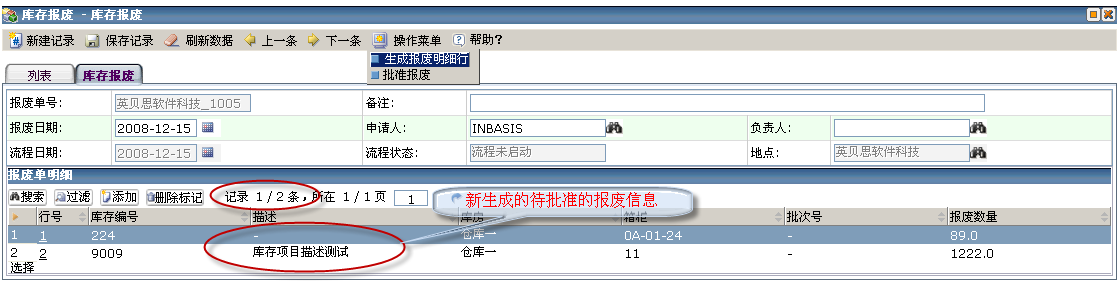 库存报废 - 库存报废
新建记录 保存记录 刷新数据 上一条 下一条 操作菜单 帮助?
生成报废明细行
批准报废
列表 库存报废
报废单号: 英贝思软件科技_1005 备注:
报废日期: 2008-12-15 申请人: INBASIS 负责人:
流程日期: 2008-12-15 流程状态: 流程未启动 地点: 英贝思软件科技
报废单明细
搜索 过滤 添加 删除标记 记录 1 / 2 条,所在 1 / 1 页 1
新生成的待批准的报废信息
行号 库存编号 描述 库房 箱柜 批次号 报废数量
1 1 224 - 仓库一 0A-01-24 - 89.0
2 2 9009 库存项目描述测试 仓库一 11 - 1222.0
选择